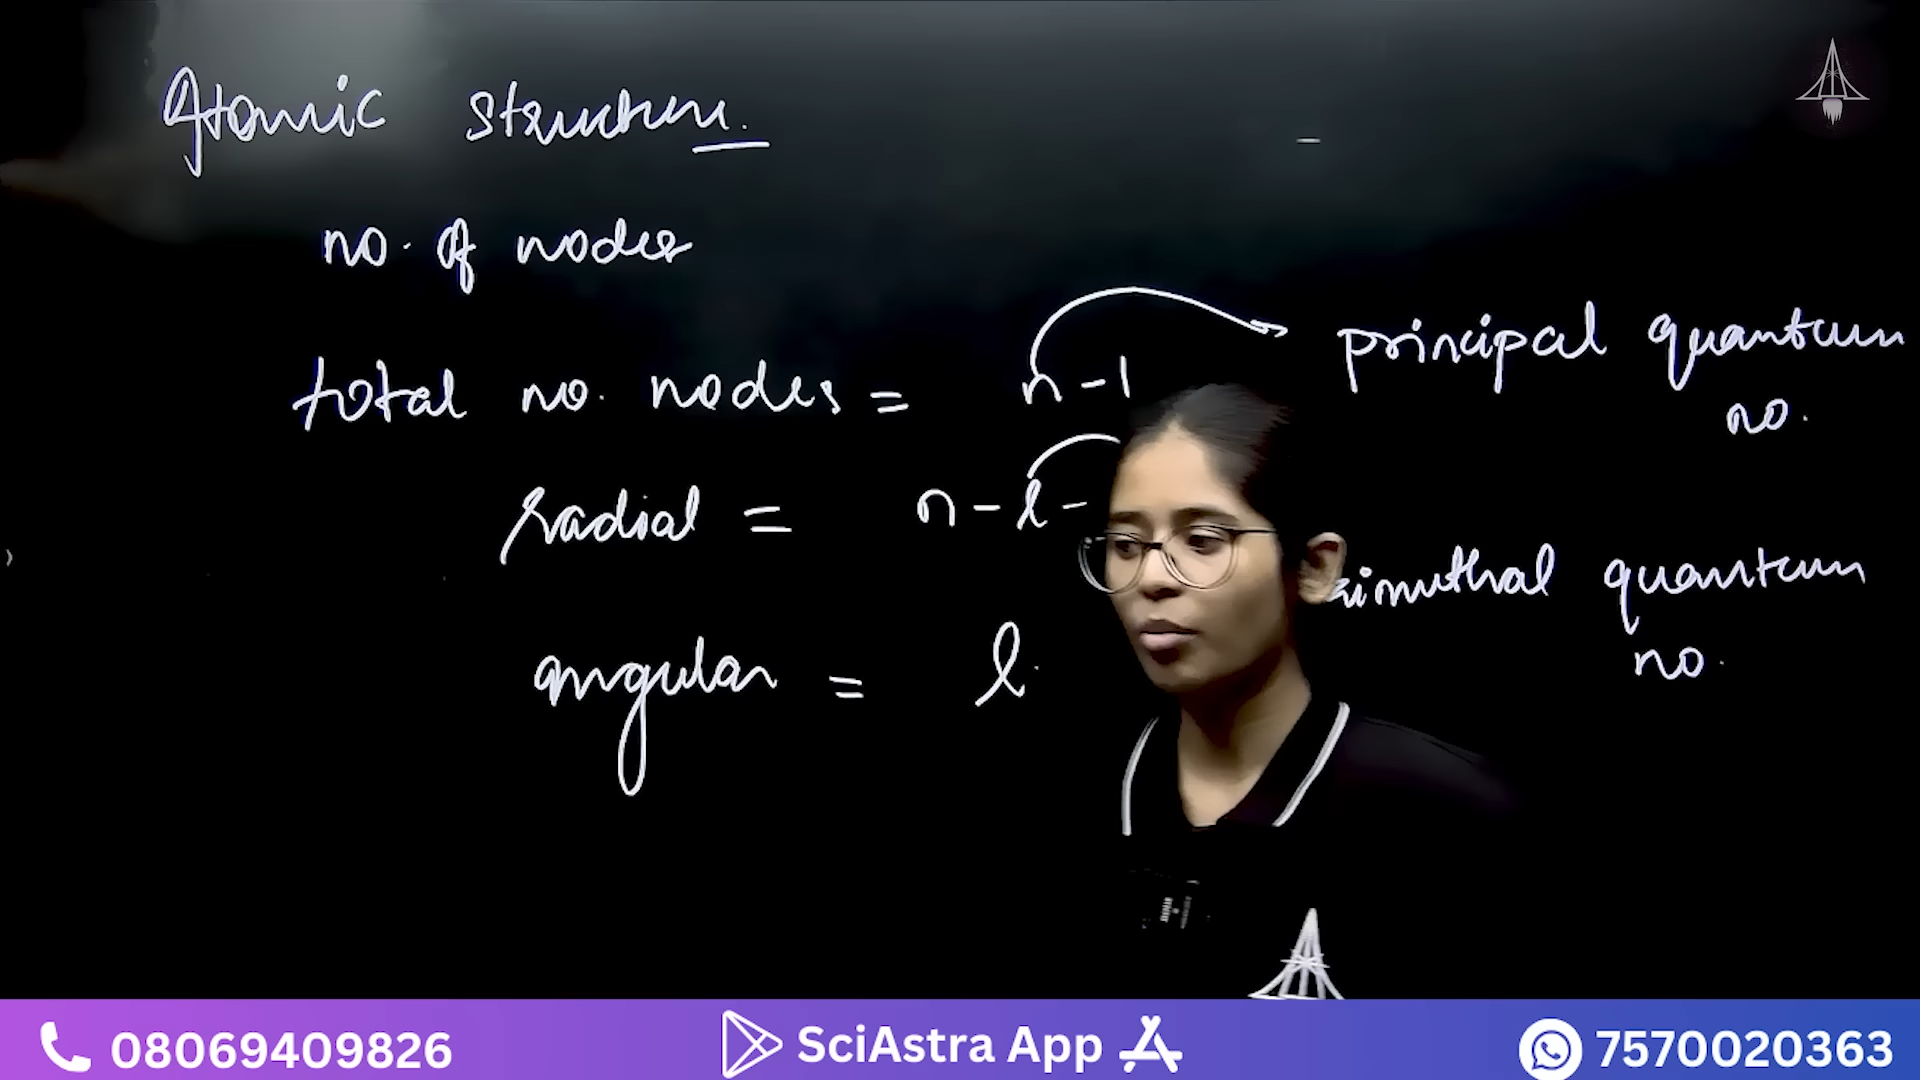 Atomic structure.
no. of nodes
total no. nodes = n-1
principal quantum
no.
radial = n-l-
zimuthal quantum
no.
angular = l.
08069409826
SciAstra App
7570020363